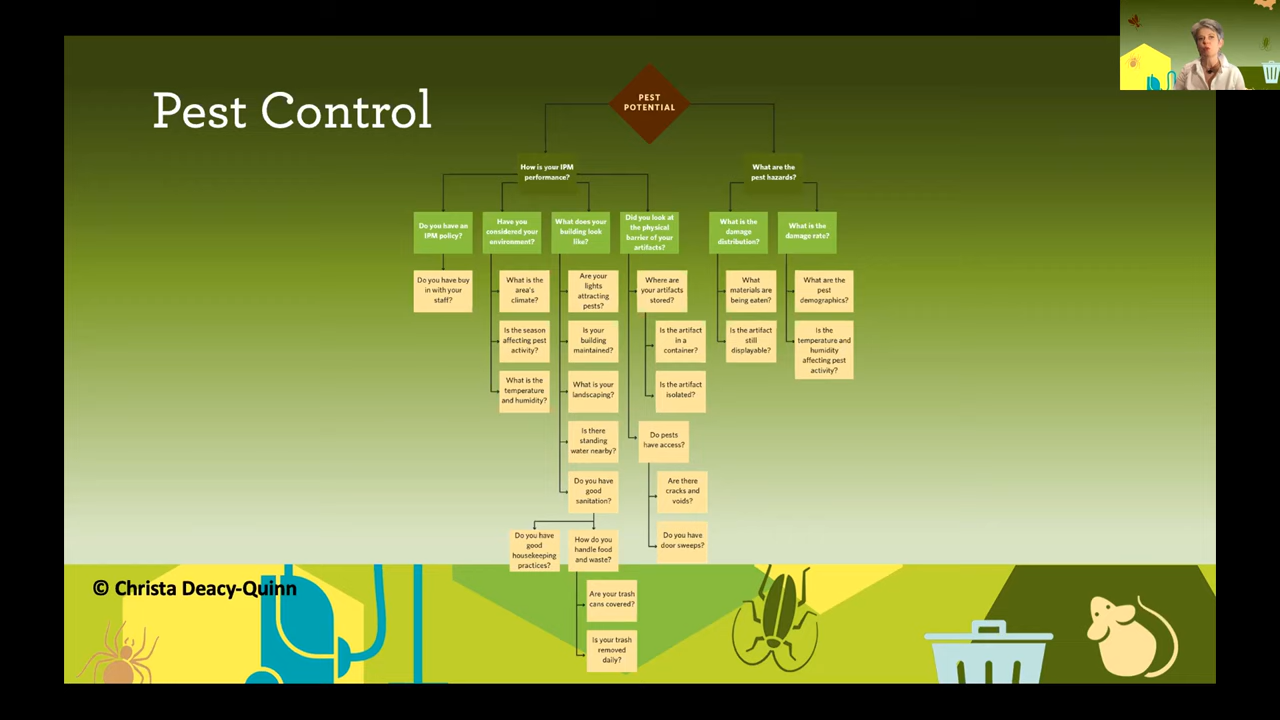 Pest Control
PEST
POTENTIAL
How is your IPM
performance?
What are the
pest hazards?
Do you have an
IPM policy?
Have you
considered your
environment?
What does your
building look
like?
Did you look at
the physical
barrier of your
artifacts?
What is the
damage
distribution?
What is the
damage rate?
Do you have buy
in with your
staff?
What is the
area's
climate?
Is the season
affecting pest
activity?
What is the
temperature
and humidity?
Are your
lights
attracting
pests?
Is your
building
maintained?
What is your
landscaping?
Is there
standing
water nearby?
Do you have
good
sanitation?
Do you have
good
housekeeping
practices?
How do you
handle food
and waste?
Are your trash
cans covered?
Is your trash
removed
daily?
Where are
your artifacts
stored?
Is the artifact
in a
container?
Is the artifact
isolated?
Do pests
have access?
Are there
cracks and
voids?
Do you have
door sweeps?
What
materials are
being eaten?
Is the artifact
still
displayable?
What are the
pest
demographics?
Is the
temperature and
humidity
affecting pest
activity?
© Christa Deacy-Quinn